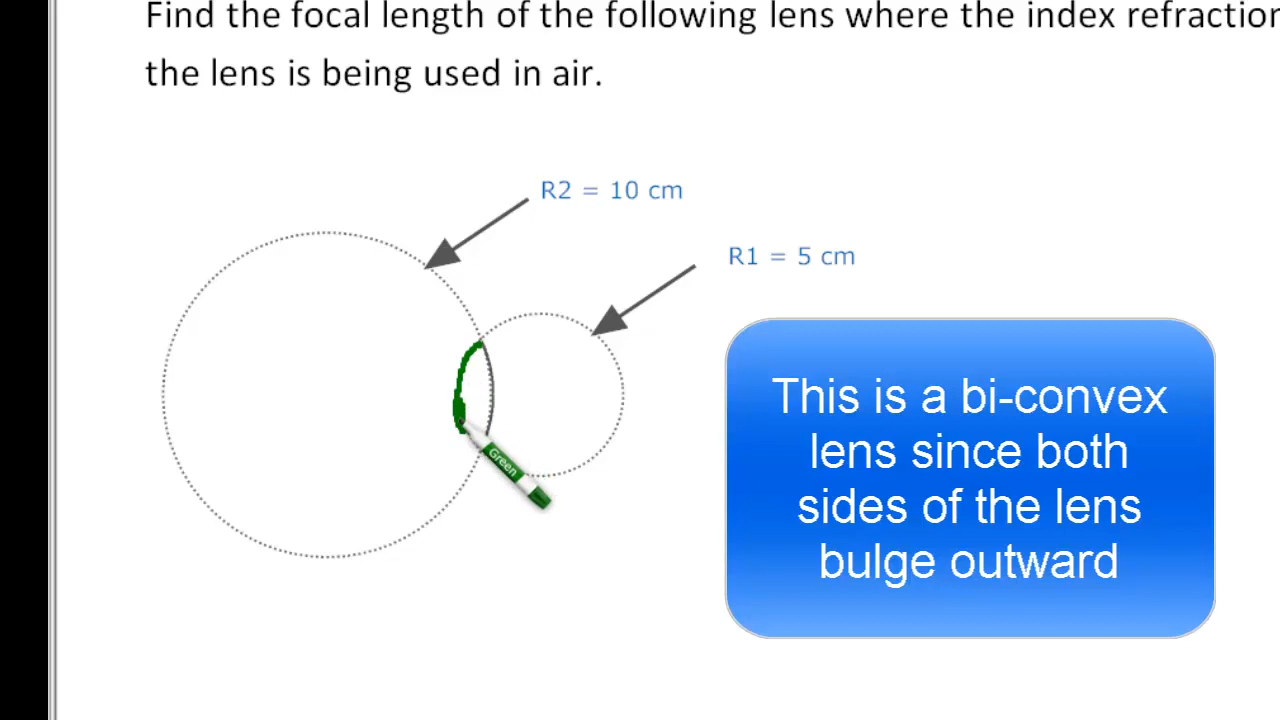 Find the focal length of the following lens where the index refraction
the lens is being used in air.
R2 = 10 cm
R1 = 5 cm
This is a bi-convex
lens since both
sides of the lens
bulge outward
Green